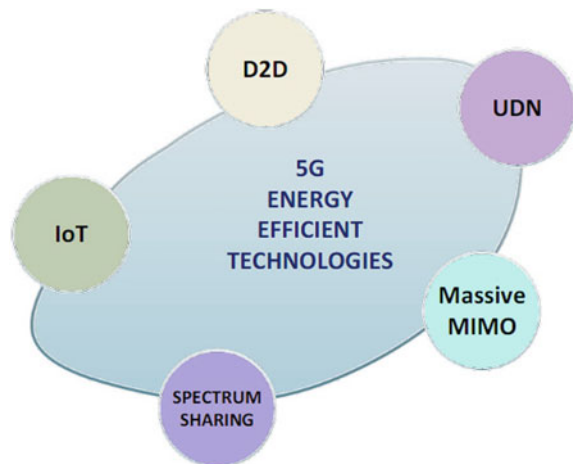 D2D
UDN
5G
ENERGY
EFFICIENT
TECHNOLOGIES
IoT
Massive
MIMO
SPECTRUM
SHARING